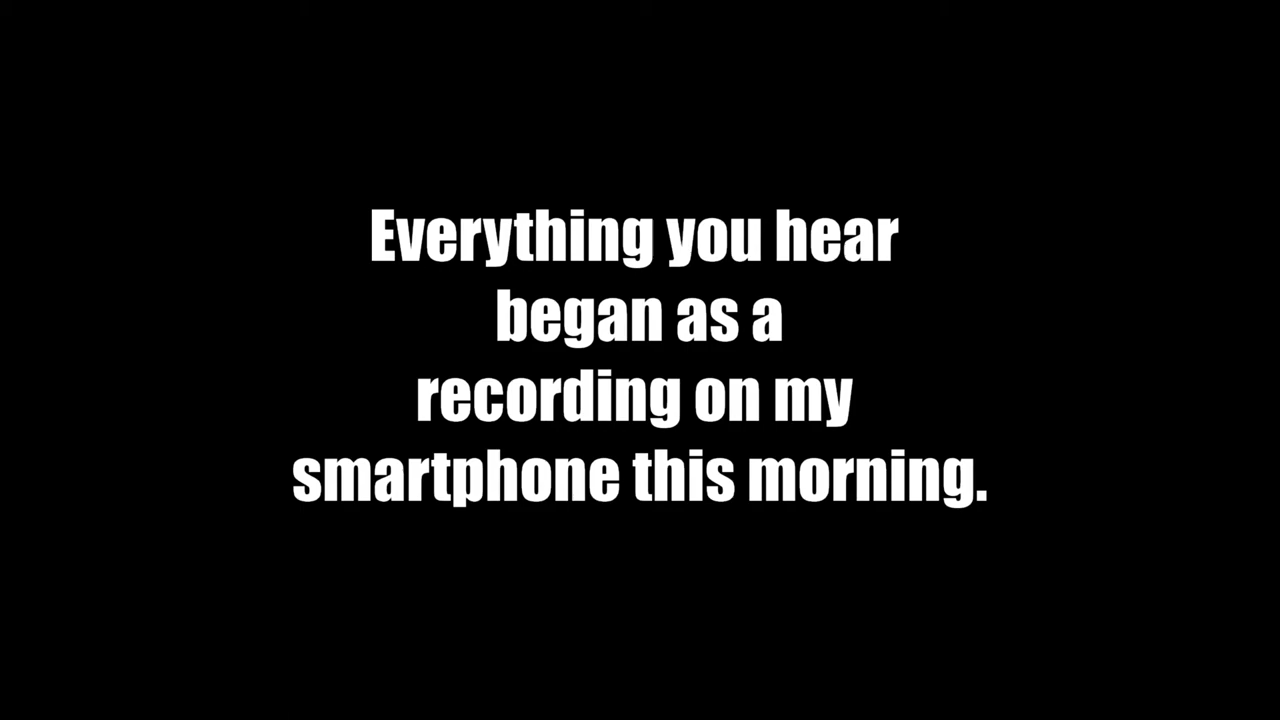 Everything you hear
began as a
recording on my
smartphone this morning.